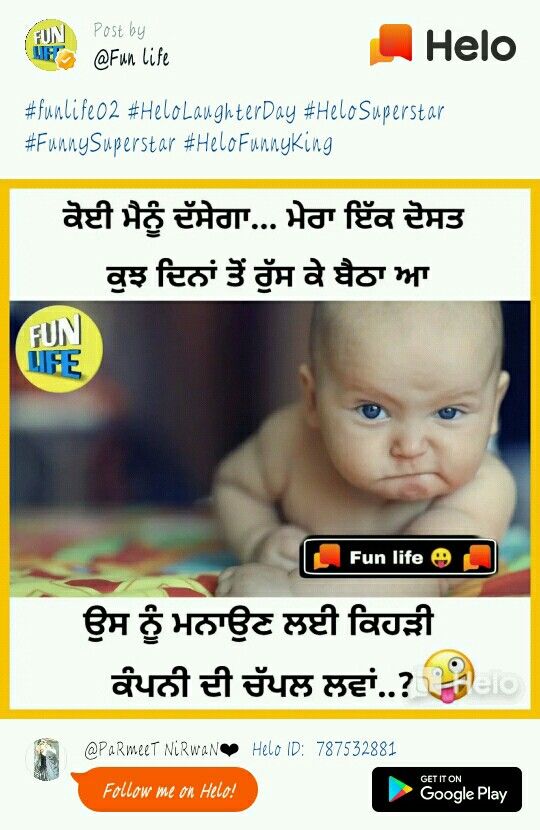 FUN
LIFE
Post by
@Fun life
Helo
#funlife02 #HeloLaughterDay #HeloSuperstar
#FunnySuperstar #HeloFunnyKing
ਕੋਈ ਮੈਨੂੰ ਦੱਸੇਗਾ... ਮੇਰਾ ਇੱਕ ਦੋਸਤ
ਕੁਝ ਦਿਨਾਂ ਤੋਂ ਰੁੱਸ ਕੇ ਬੈਠਾ ਆ
FUN
LIFE
Fun life 😛
ਉਸ ਨੂੰ ਮਨਾਉਣ ਲਈ ਕਿਹੜੀ
ਕੰਪਨੀ ਦੀ ਚੱਪਲ ਲਵਾਂ..?🤪
Helo
@PaRmeeT NiRwaN❤ Helo ID: 787532881
Follow me on Helo!
GET IT ON
Google Play